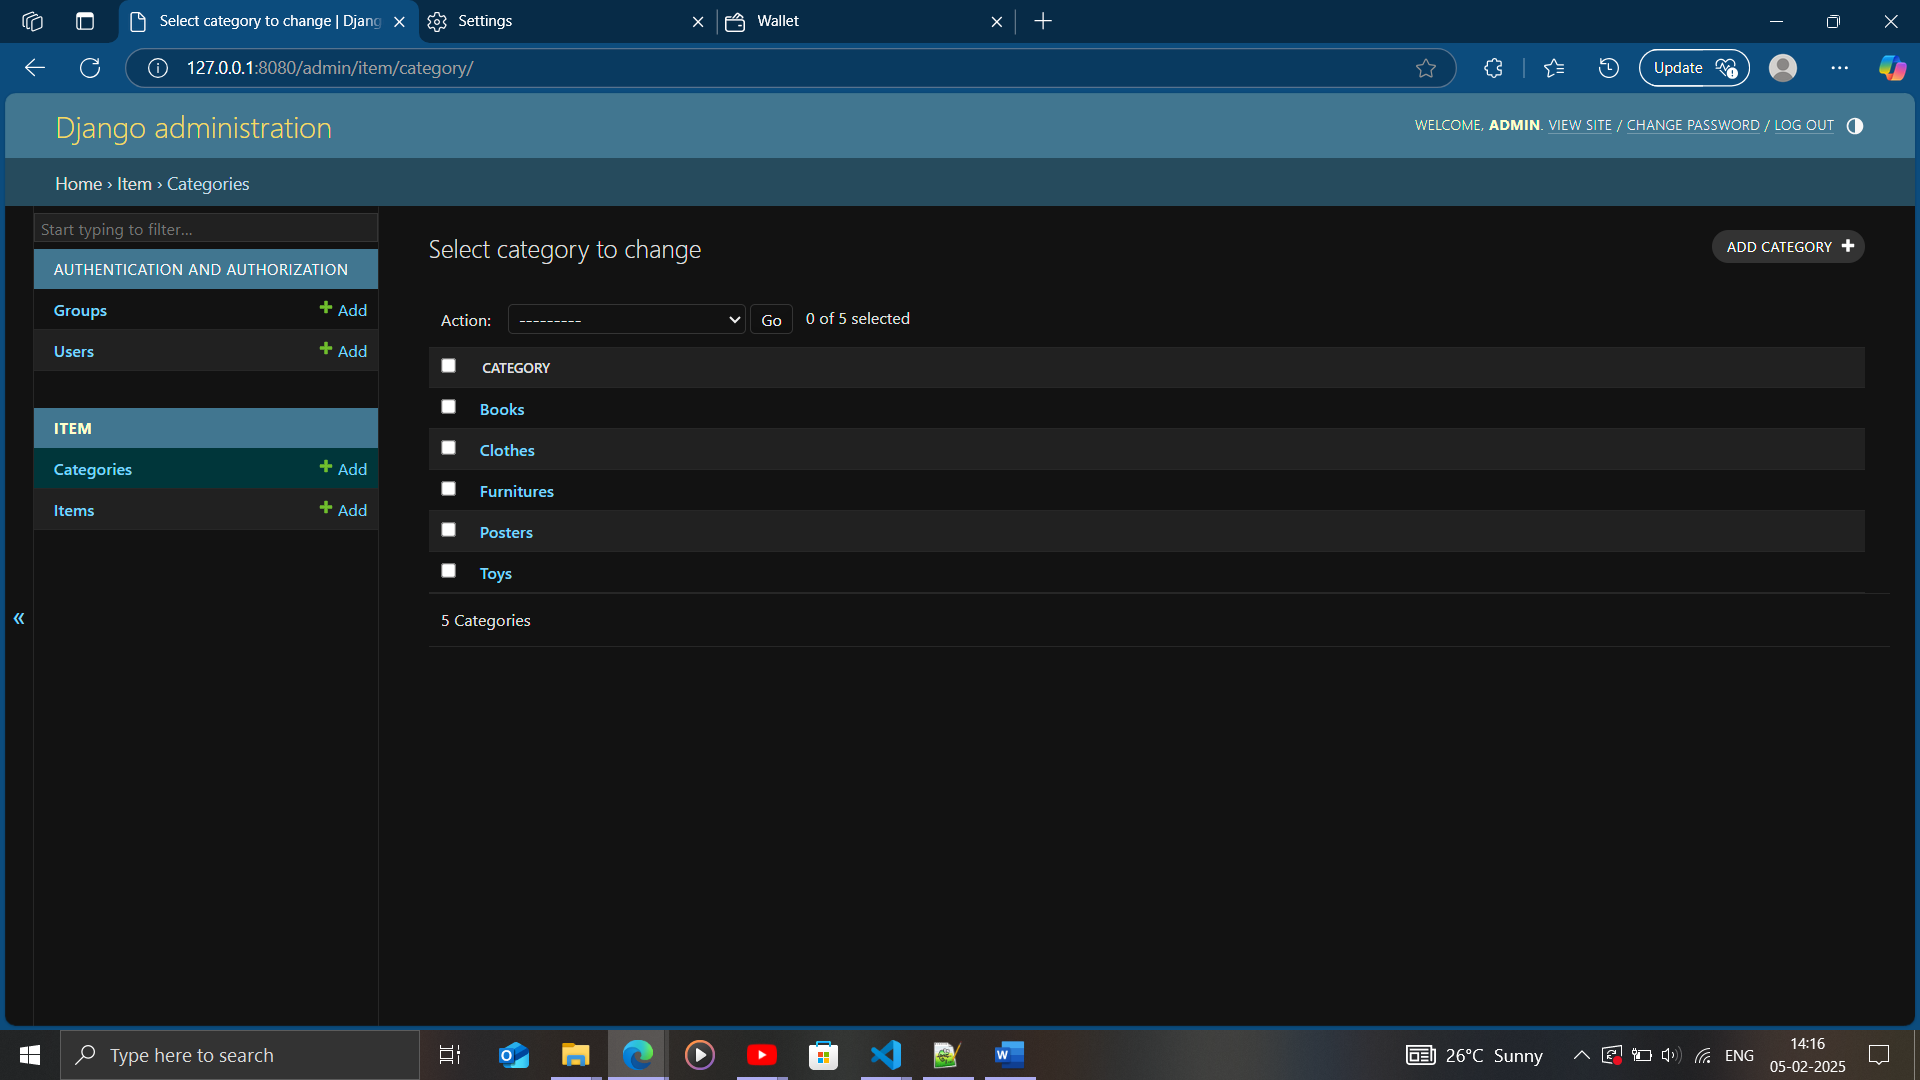 Select category to change | Djang
Settings
Wallet
127.0.0.1:8080/admin/item/category/
Update
Django administration
WELCOME, ADMIN. VIEW SITE / CHANGE PASSWORD / LOG OUT
Home › Item › Categories
Start typing to filter...
AUTHENTICATION AND AUTHORIZATION
Groups
Add
Users
Add
ITEM
Categories
Add
Items
Add
«
Select category to change
ADD CATEGORY
Action:
---------
Go
0 of 5 selected
CATEGORY
Books
Clothes
Furnitures
Posters
Toys
5 Categories
Type here to search
26°C Sunny
ENG
14:16
05-02-2025